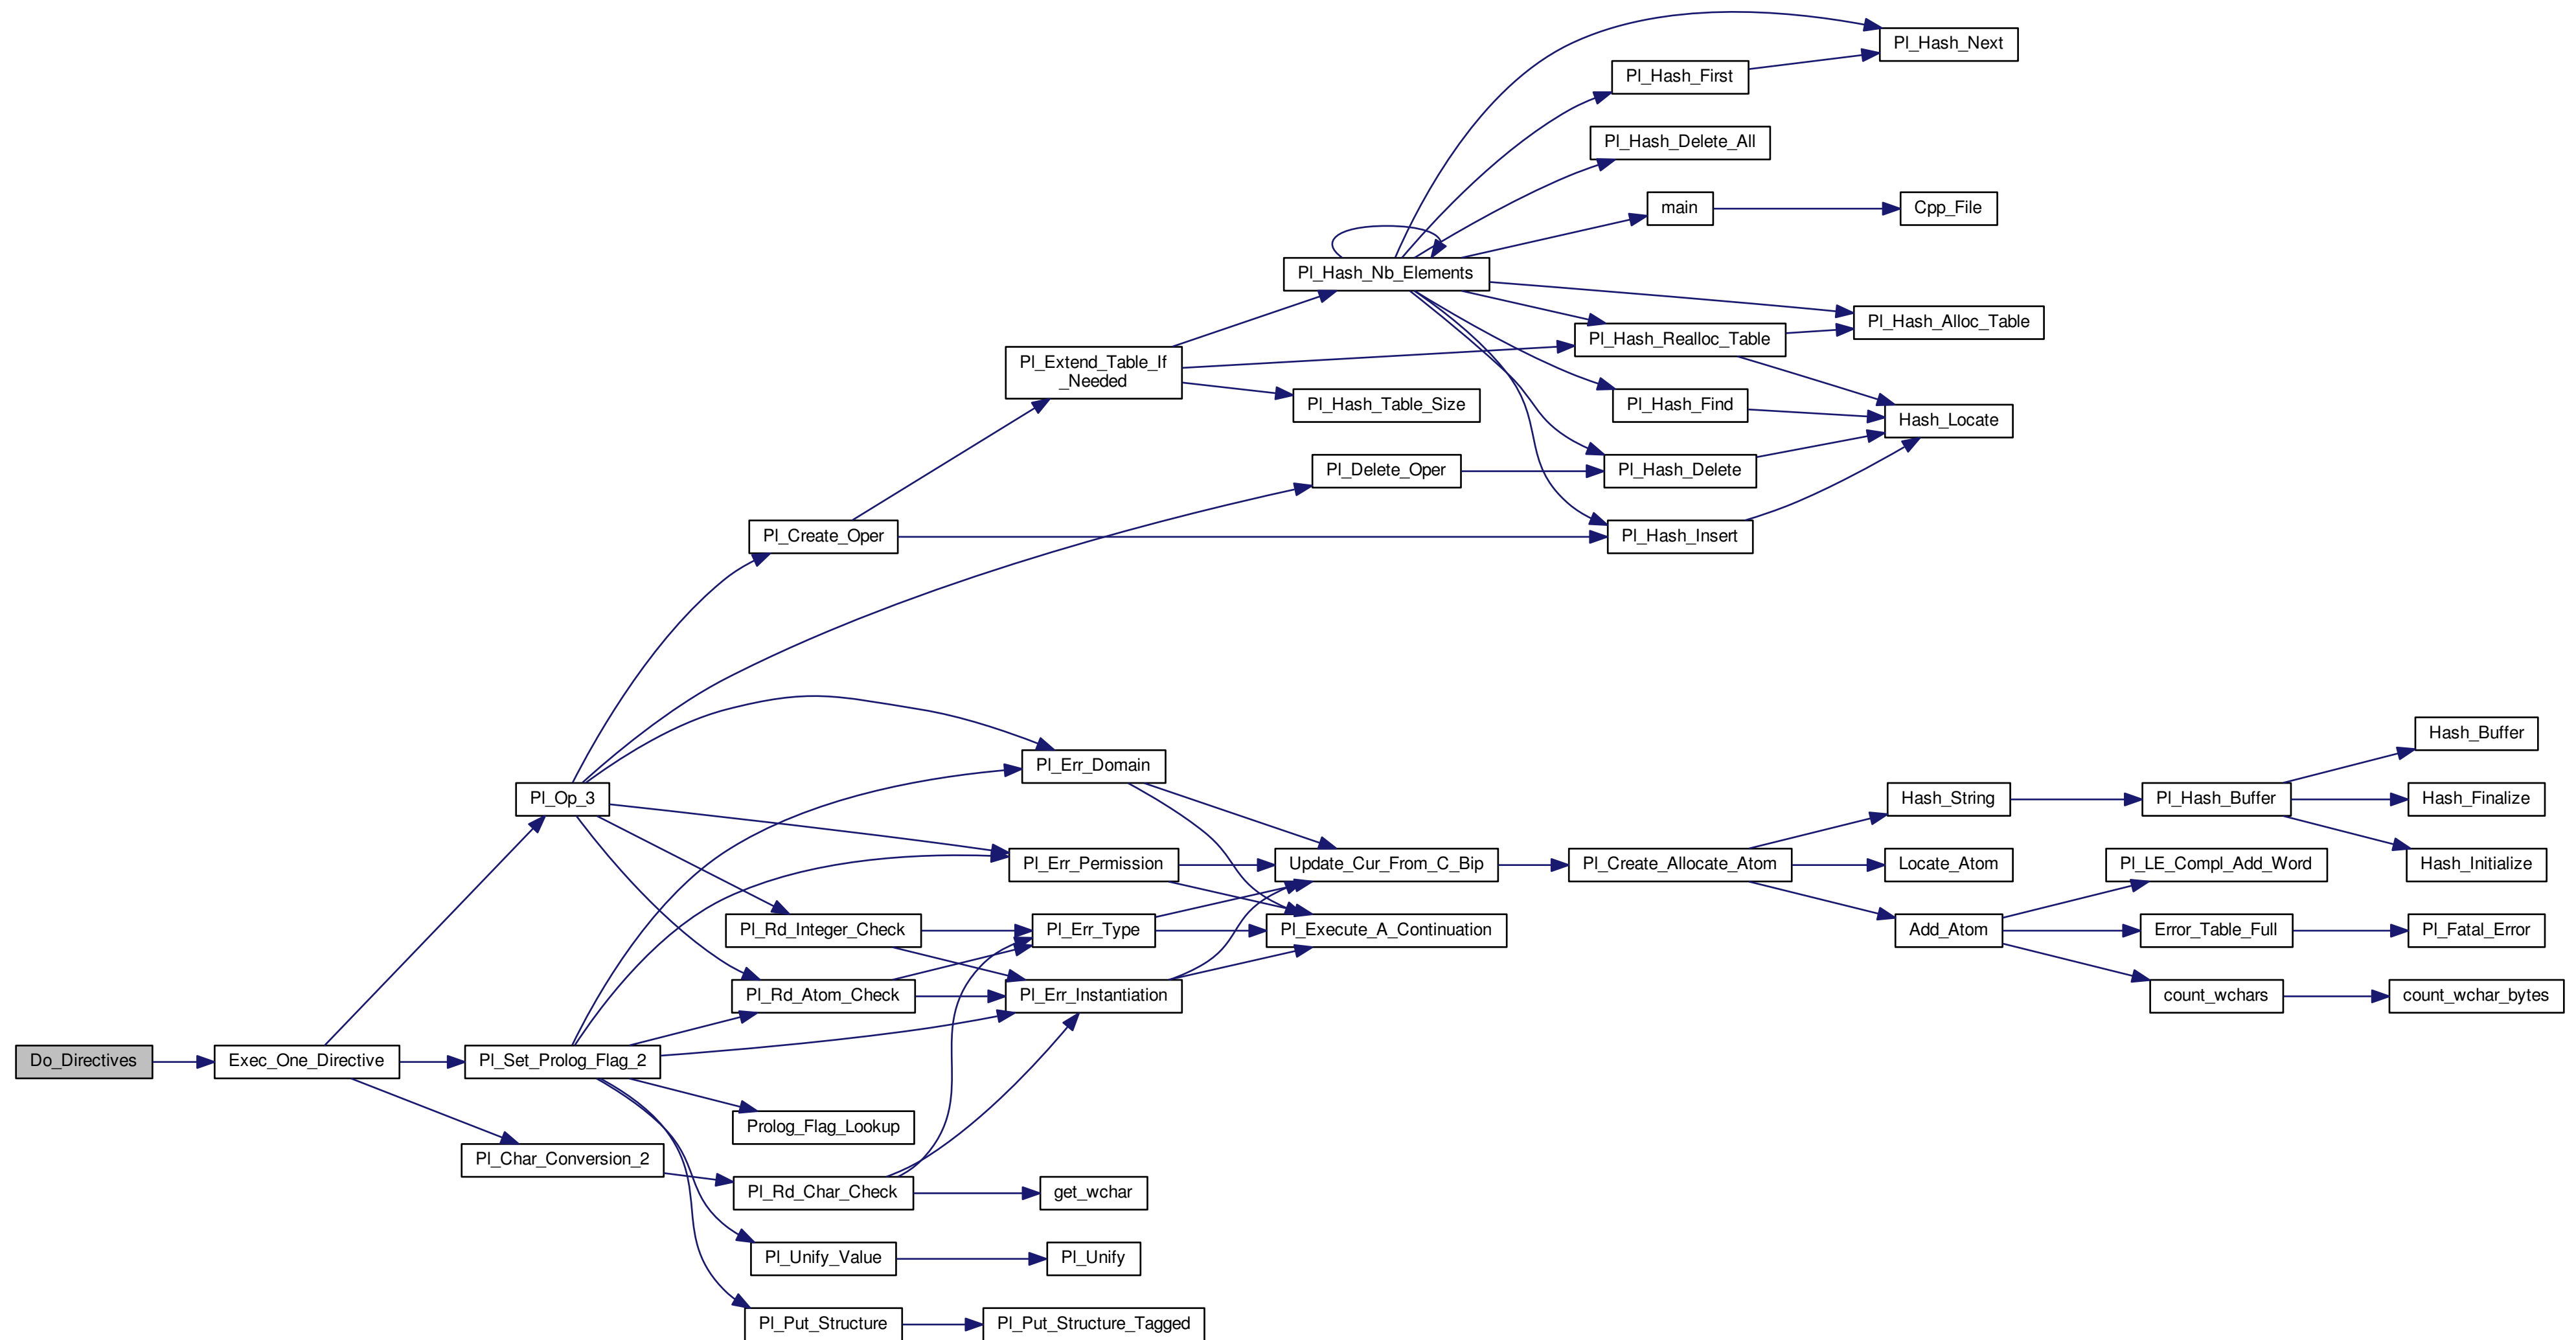 Pl_Hash_Next
Pl_Hash_First
Pl_Hash_Delete_All
main
Cpp_File
Pl_Hash_Nb_Elements
Pl_Hash_Alloc_Table
Pl_Hash_Realloc_Table
Pl_Extend_Table_If
_Needed
Pl_Hash_Table_Size
Pl_Hash_Find
Hash_Locate
Pl_Delete_Oper
Pl_Hash_Delete
Pl_Create_Oper
Pl_Hash_Insert
Hash_Buffer
Pl_Err_Domain
Pl_Op_3
Hash_String
Pl_Hash_Buffer
Hash_Finalize
Pl_Err_Permission
Update_Cur_From_C_Bip
Pl_Create_Allocate_Atom
Locate_Atom
Pl_LE_Compl_Add_Word
Hash_Initialize
Pl_Rd_Integer_Check
Pl_Err_Type
Pl_Execute_A_Continuation
Add_Atom
Error_Table_Full
Pl_Fatal_Error
Pl_Rd_Atom_Check
Pl_Err_Instantiation
count_wchars
count_wchar_bytes
Do_Directives
Exec_One_Directive
Pl_Set_Prolog_Flag_2
Prolog_Flag_Lookup
Pl_Char_Conversion_2
Pl_Rd_Char_Check
get_wchar
Pl_Unify_Value
Pl_Unify
Pl_Put_Structure
Pl_Put_Structure_Tagged